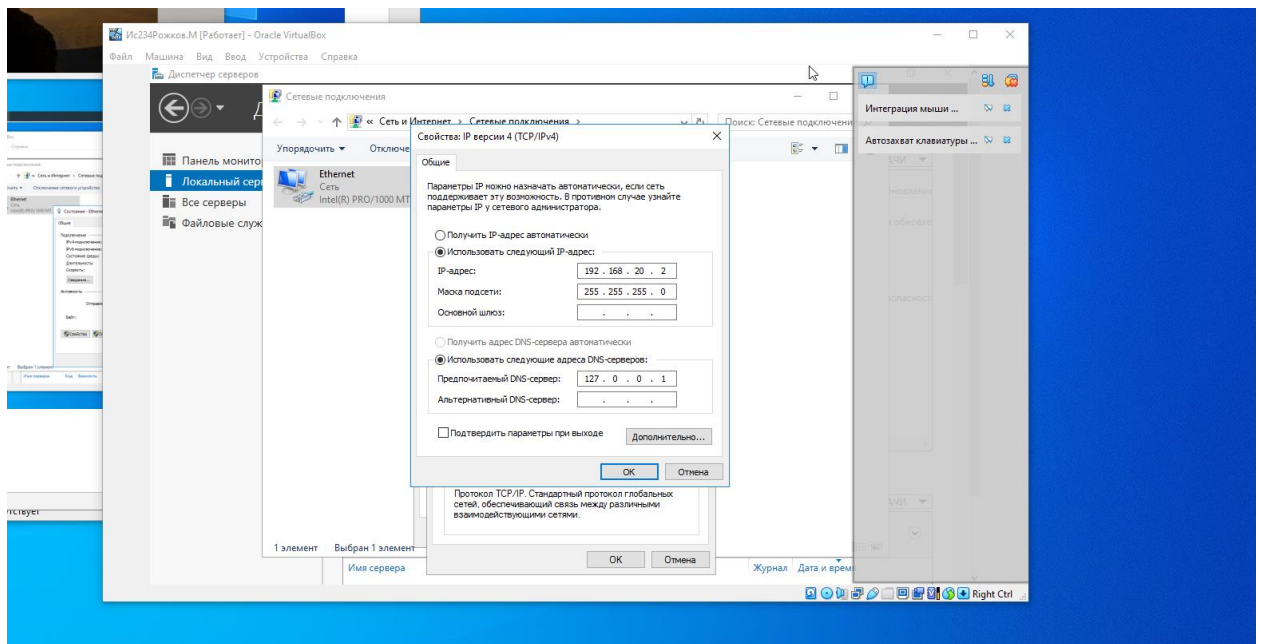 Ис234Рожков.М [Работает] - Oracle VirtualBox
Файл Машина Вид Ввод Устройства Справка
Диспетчер серверов
Сетевые подключения
« Сеть и Интернет › Сетевые подключения ›
Поиск: Сетевые подключени
Упорядочить
Отключе
Панель монито
Локальный сер
Все серверы
Файловые служ
Ethernet
Сеть
Intel(R) PRO/1000 MT
Свойства: IP версии 4 (TCP/IPv4)
Общие
Параметры IP можно назначать автоматически, если сеть
поддерживает эту возможность. В противном случае узнайте
параметры IP у сетевого администратора.
Получить IP-адрес автоматически
Использовать следующий IP-адрес:
IP-адрес: 192 . 168 . 20 . 2
Маска подсети: 255 . 255 . 255 . 0
Основной шлюз: . . .
Получить адрес DNS-сервера автоматически
Использовать следующие адреса DNS-серверов:
Предпочитаемый DNS-сервер: 127 . 0 . 0 . 1
Альтернативный DNS-сервер: . . .
Подтвердить параметры при выходе
Дополнительно...
ОК Отмена
Протокол TCP/IP. Стандартный протокол глобальных
сетей, обеспечивающий связь между различными
взаимодействующими сетями.
ОК Отмена
1 элемент Выбран 1 элемент
Имя сервера
Журнал Дата и врем
Интеграция мыши ...
Автозахват клавиатуры ...
Right Ctrl